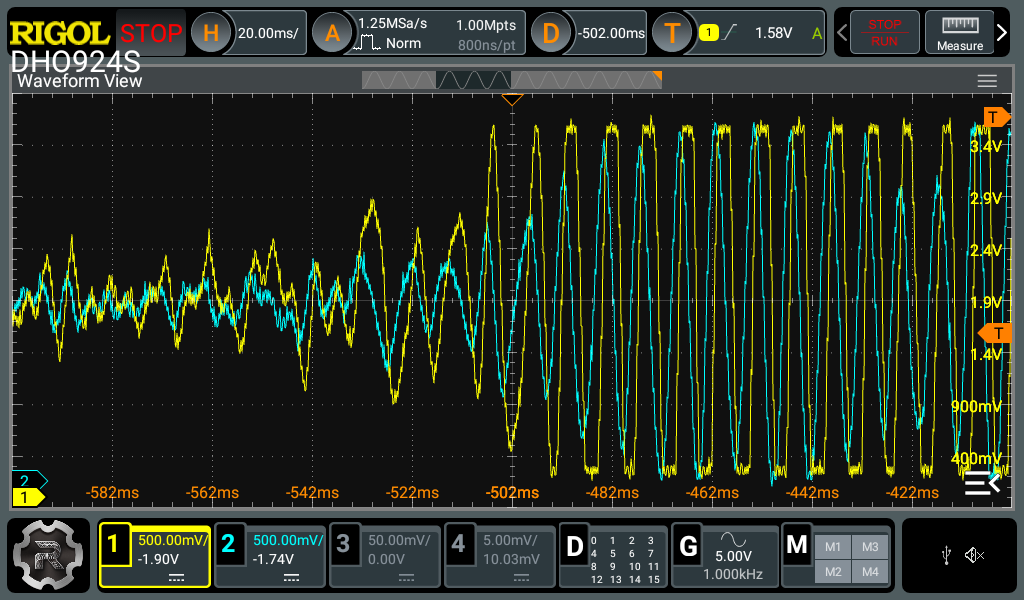 RIGOL STOP H 20.00ms/ A 1.25MSa/s 1.00Mpts D -502.00ms T 1 1.58V A STOP
Norm 800ns/pt RUN Measure
DHO924S
Waveform View
T
3.4V
2.9V
2.4V
1.9V
T
1.4V
900mV
400mV
2
1
-582ms -562ms -542ms -522ms -502ms -482ms -462ms -442ms -422ms
1 500.00mV/ 2 500.00mV/ 3 50.00mV/ 4 5.00mV/ D 0 1 2 3 G 5.00V M M1 M3
-1.90V -1.74V 0.00V 10.03mV 4 5 6 7 1.000kHz M2 M4
8 9 10 11
12 13 14 15
R